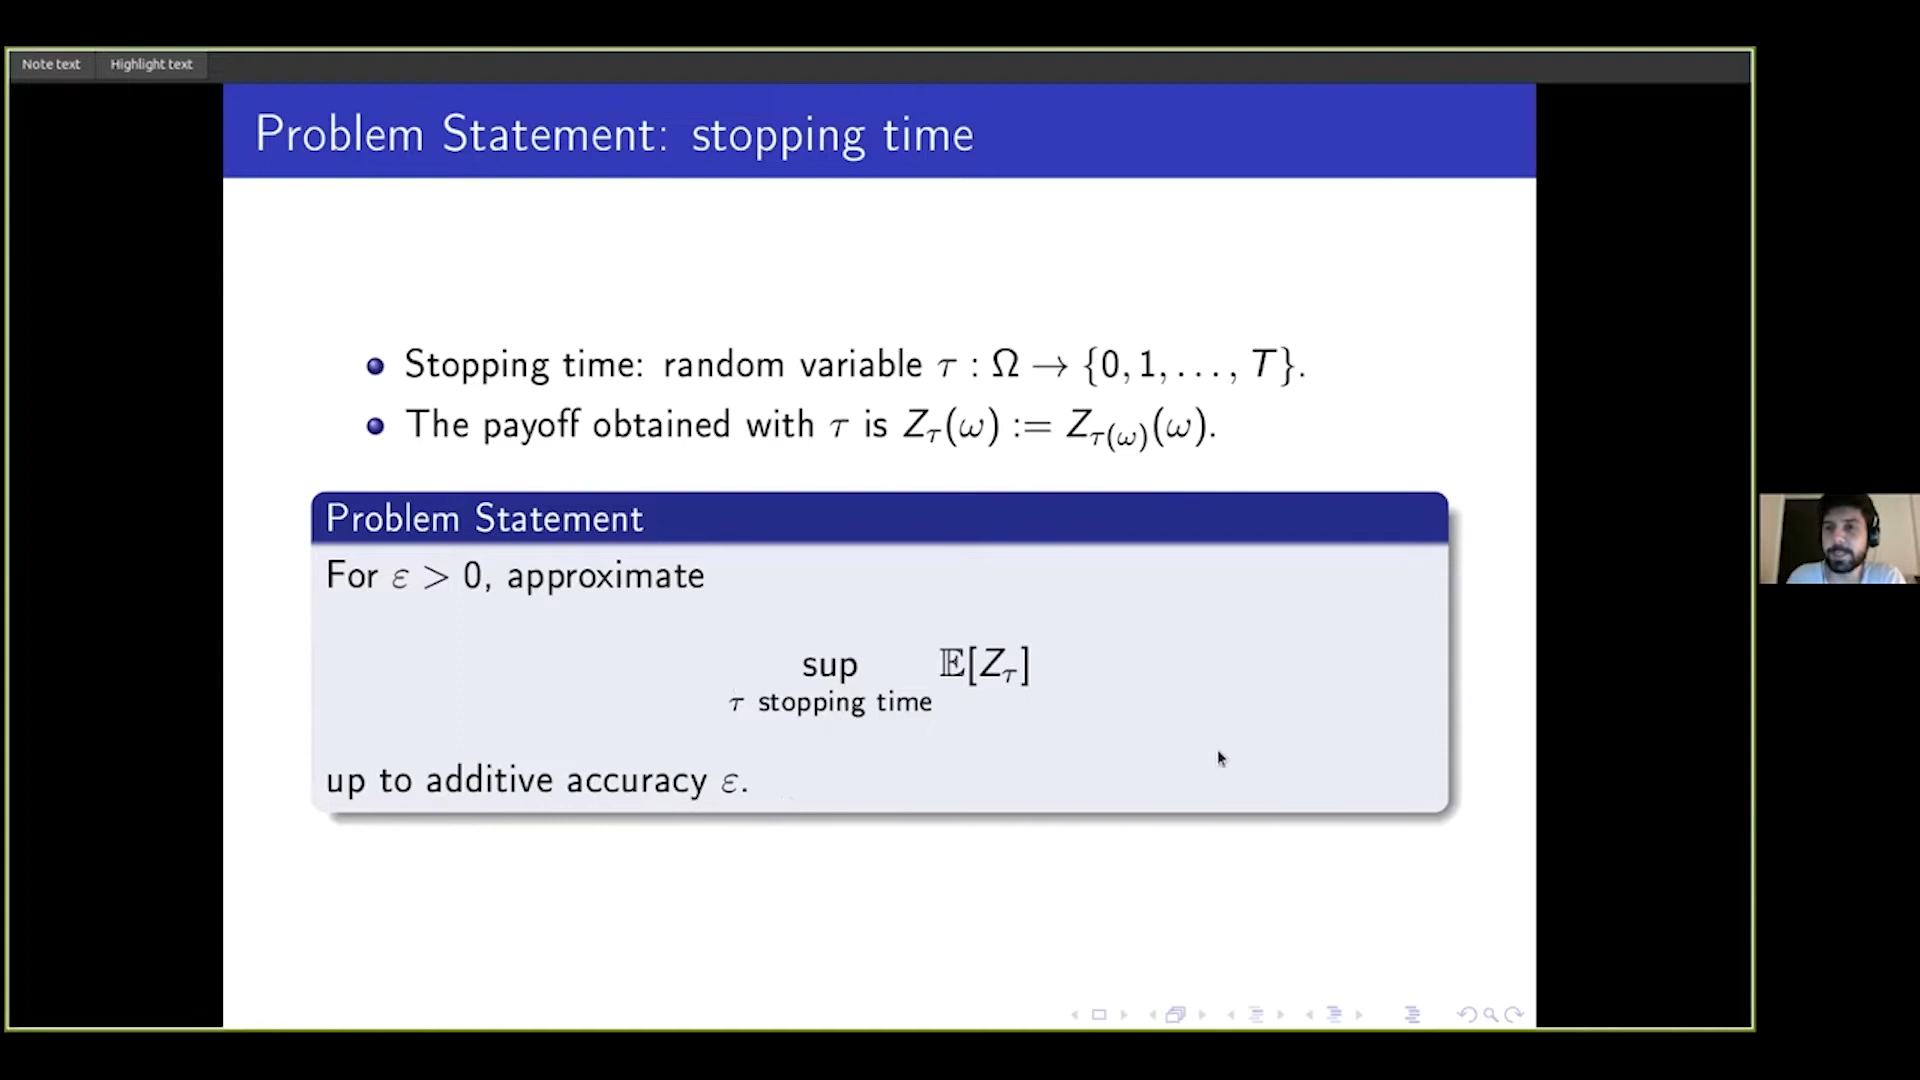 Note text
Highlight text
Problem Statement: stopping time
Stopping time: random variable τ : Ω → {0, 1, . . . , T}.
The payoff obtained with τ is Z_τ(ω) := Z_{τ(ω)}(ω).
Problem Statement
For ε > 0, approximate
sup 𝔼[Z_τ]
τ stopping time
up to additive accuracy ε.